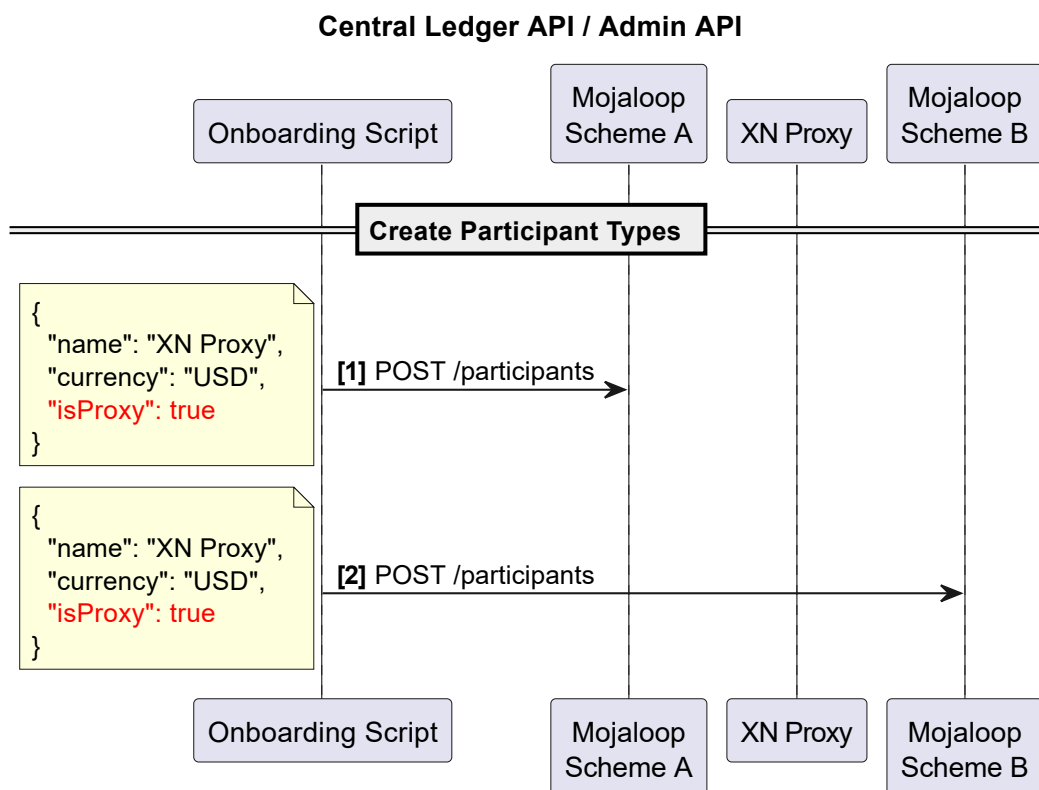 Central Ledger API / Admin API
Onboarding Script
Mojaloop
Scheme A
XN Proxy
Mojaloop
Scheme B
Create Participant Types
{
"name": "XN Proxy",
"currency": "USD",
"isProxy": true
}
[1] POST /participants
{
"name": "XN Proxy",
"currency": "USD",
"isProxy": true
}
[2] POST /participants
Onboarding Script
Mojaloop
Scheme A
XN Proxy
Mojaloop
Scheme B